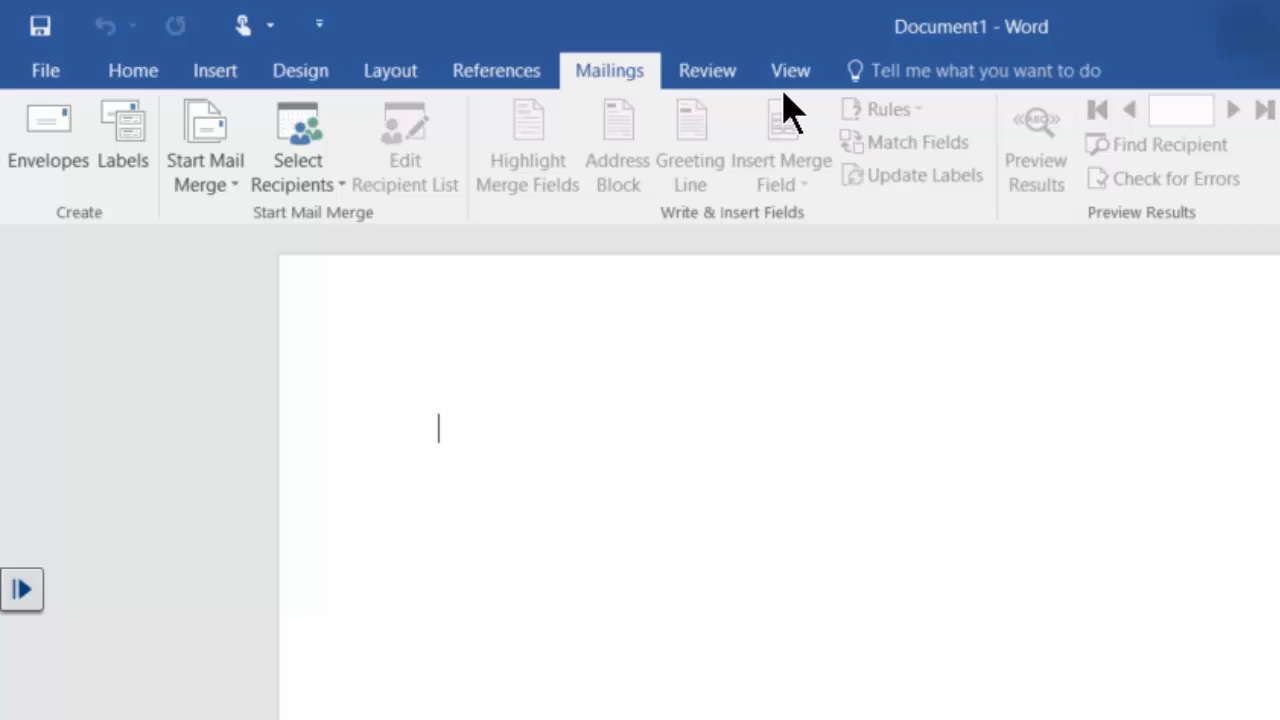 Document1 - Word
File Home Insert Design Layout References Mailings Review View Tell me what you want to do
Envelopes Labels Start Mail Merge Select Recipients Edit Recipient List Highlight Merge Fields Address Block Greeting Line Insert Merge Field Rules Match Fields Update Labels ABC Preview Results Find Recipient Check for Errors
Create Start Mail Merge Write & Insert Fields Preview Results